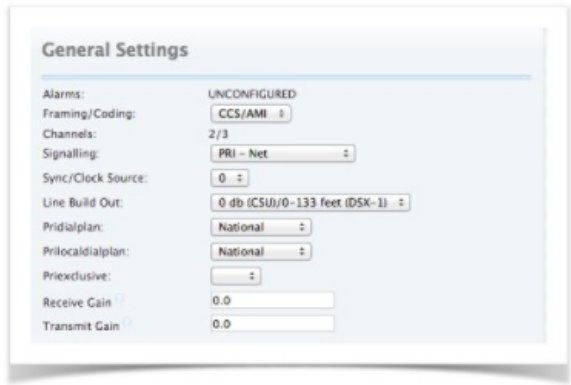 General Settings
Alarms: UNCONFIGURED
Framing/Coding: CCS/AMI
Channels: 2/3
Signalling: PRI - Net
Sync/Clock Source: 0
Line Build Out: 0 db (CSU)/0-133 feet (DSX-1)
Pridialplan: National
Prilocaldialplan: National
Priexclusive:
Receive Gain 0.0
Transmit Gain 0.0